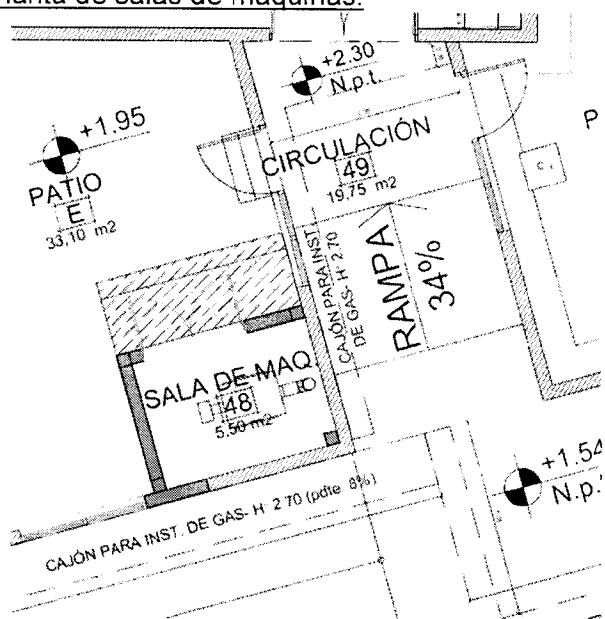 Planta de salas de maquinas.
+2.30
N.p.t.
+1.95
PATIO
E
33,10 m2
CIRCULACIÓN
49
19,75 m2
P
CAJÓN PARA INST.
DE GAS- H 2.70
RAMPA
34%
SALA DE MAQ.
48
5,50 m2
+1.54
N.p.
CAJÓN PARA INST. DE GAS- H 2 70 (pdte 8%)